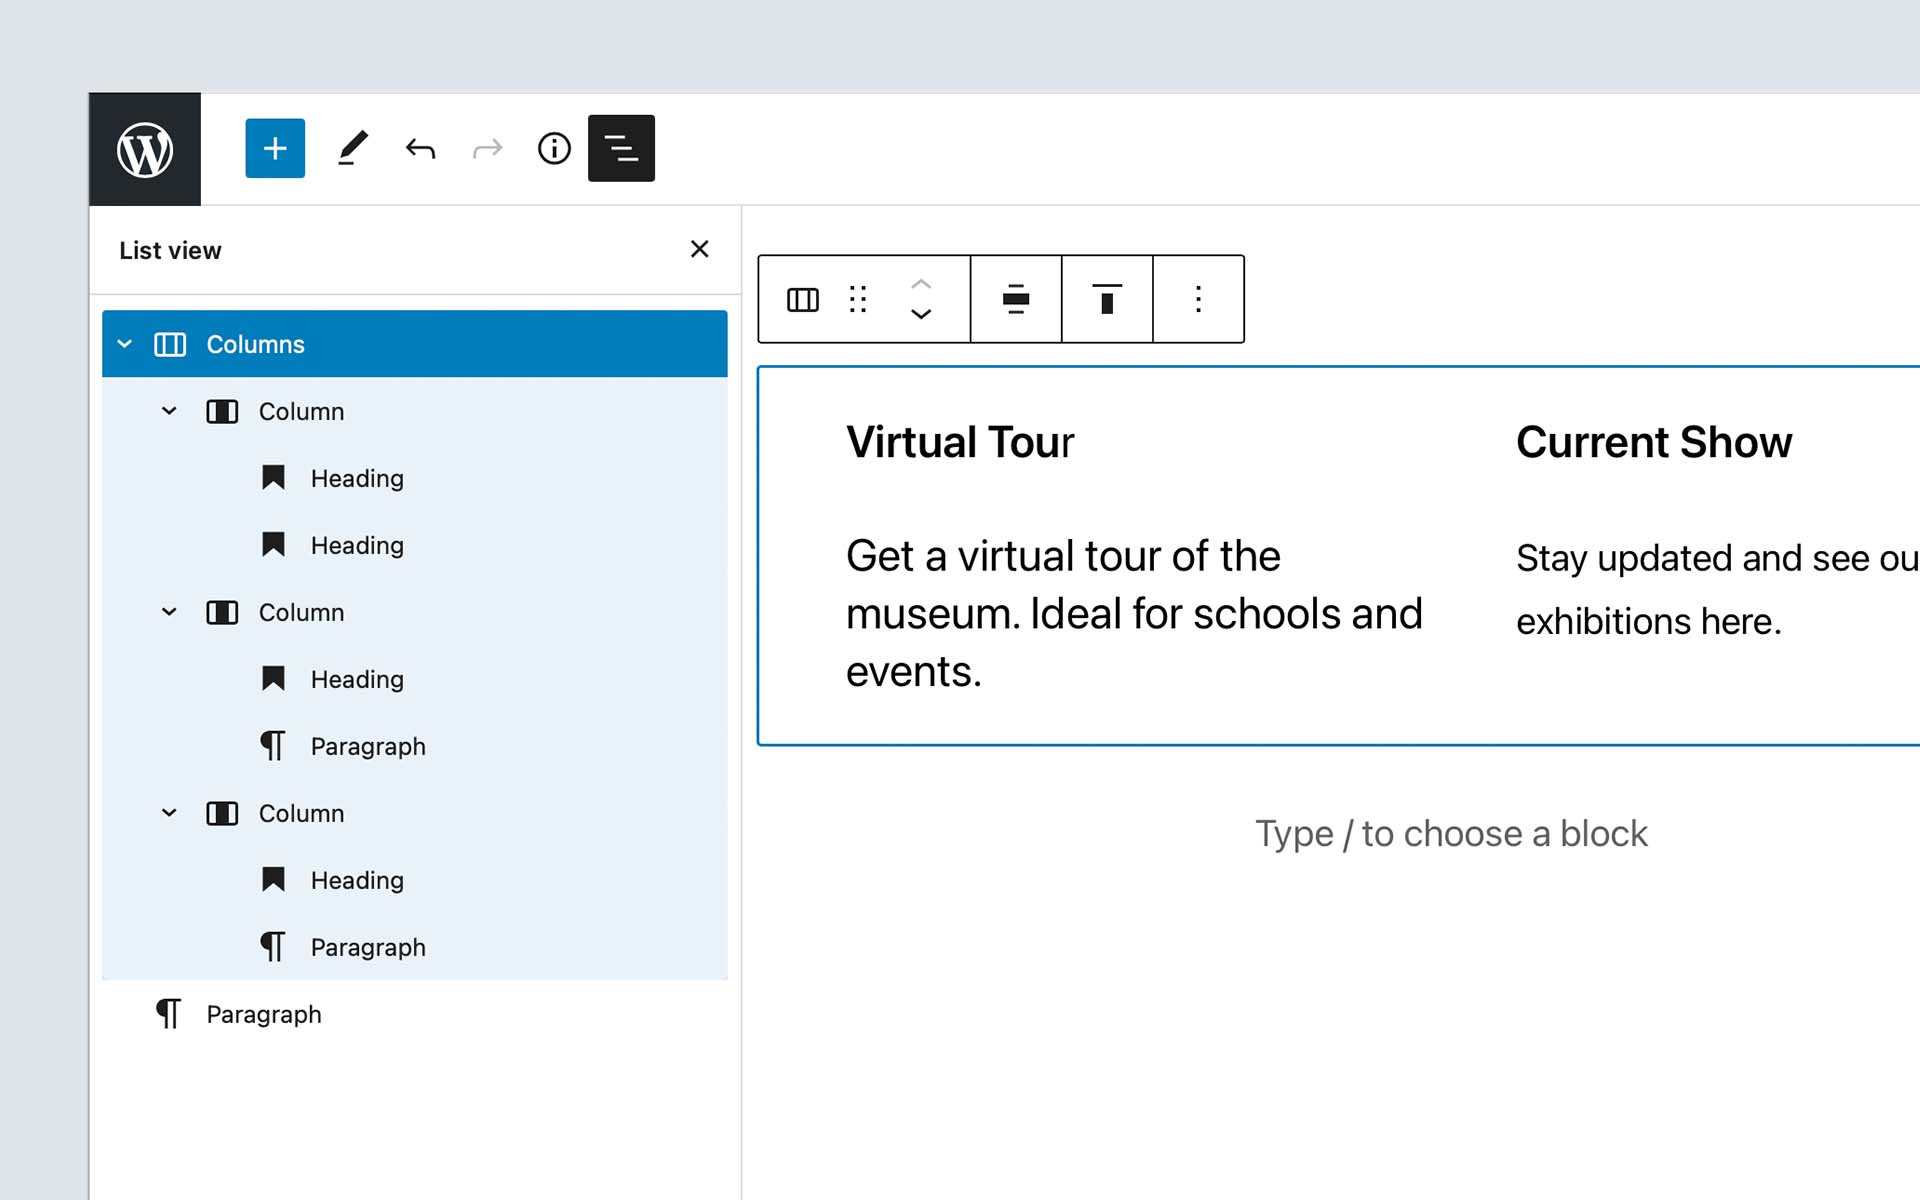 List view
Columns
Column
Heading
Heading
Column
Heading
Paragraph
Column
Heading
Paragraph
Paragraph
Virtual Tour
Get a virtual tour of the
museum. Ideal for schools and
events.
Current Show
Stay updated and see ou
exhibitions here.
Type / to choose a block